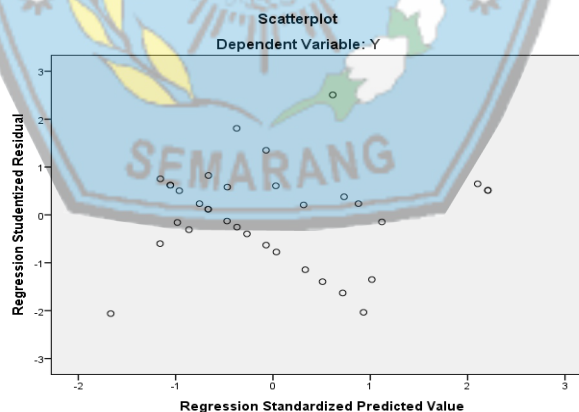 Scatterplot
Dependent Variable: Y
SEMARANG
Regression Studentized Residual
3
2
1
0
-1
-2
-3
-2
-1
0
1
2
3
Regression Standardized Predicted Value